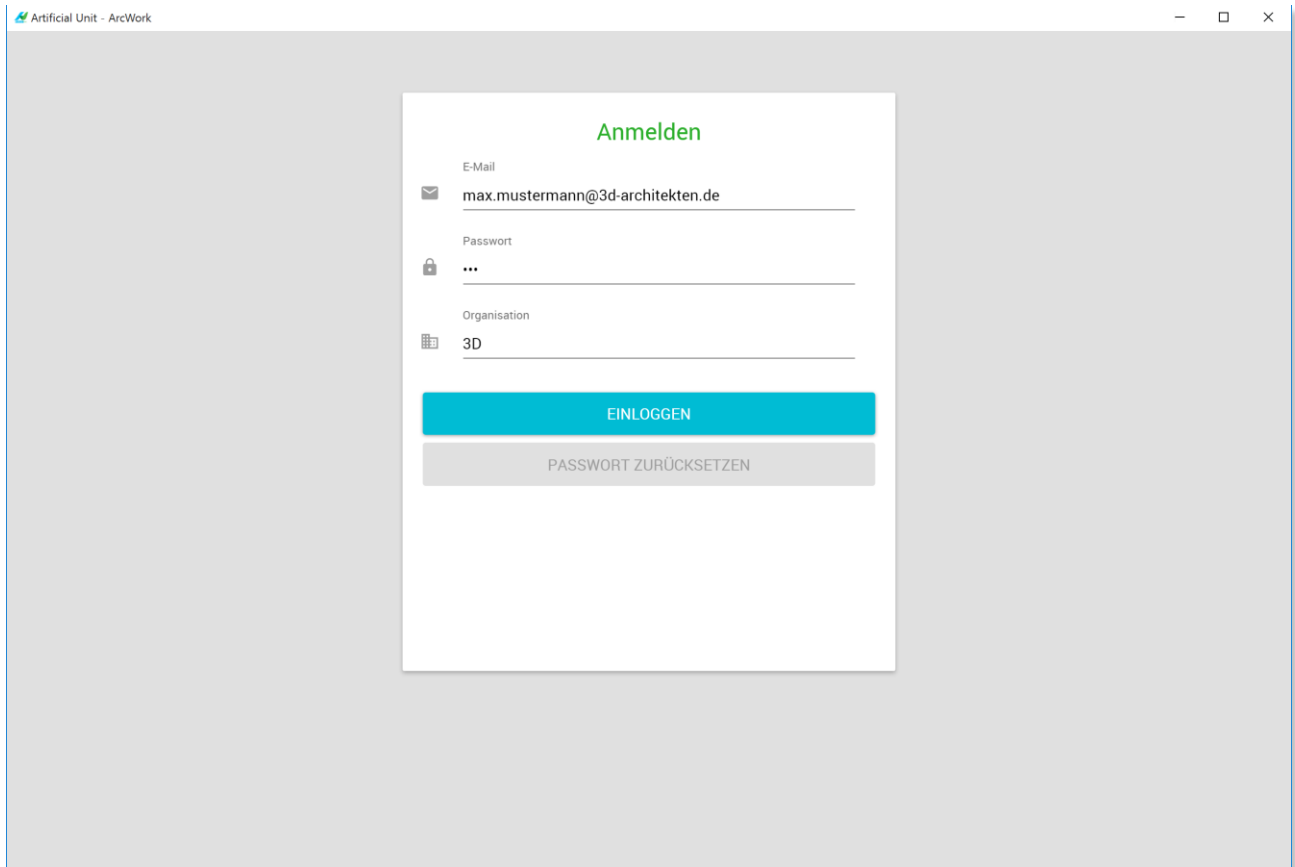 Artificial Unit - ArcWork
Anmelden
E-Mail
max.mustermann@3d-architekten.de
Passwort
•••
Organisation
3D
EINLOGGEN
PASSWORT ZURÜCKSETZEN